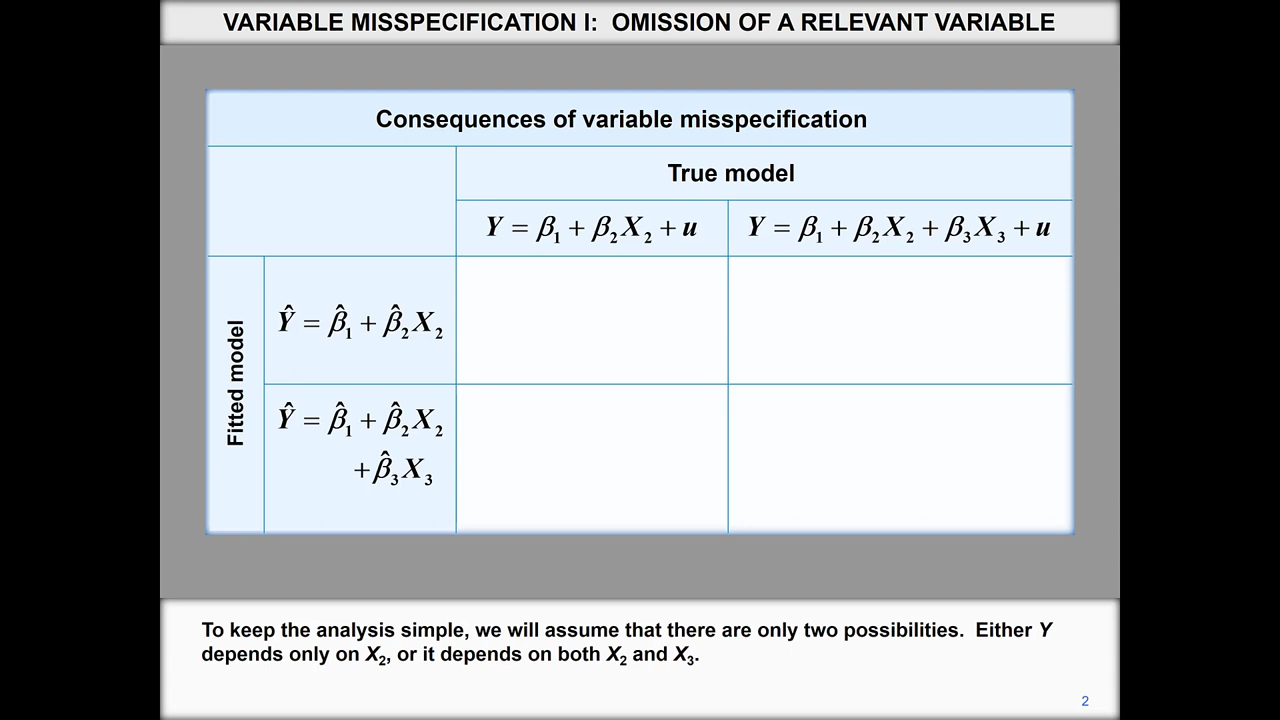 VARIABLE MISSPECIFICATION I: OMISSION OF A RELEVANT VARIABLE
Consequences of variable misspecification
True model
Y = β₁ + β₂X₂ + u
Y = β₁ + β₂X₂ + β₃X₃ + u
Fitted model
Ŷ = β̂₁ + β̂₂X₂
Ŷ = β̂₁ + β̂₂X₂
+ β̂₃X₃
To keep the analysis simple, we will assume that there are only two possibilities. Either Y
depends only on X₂, or it depends on both X₂ and X₃.
2